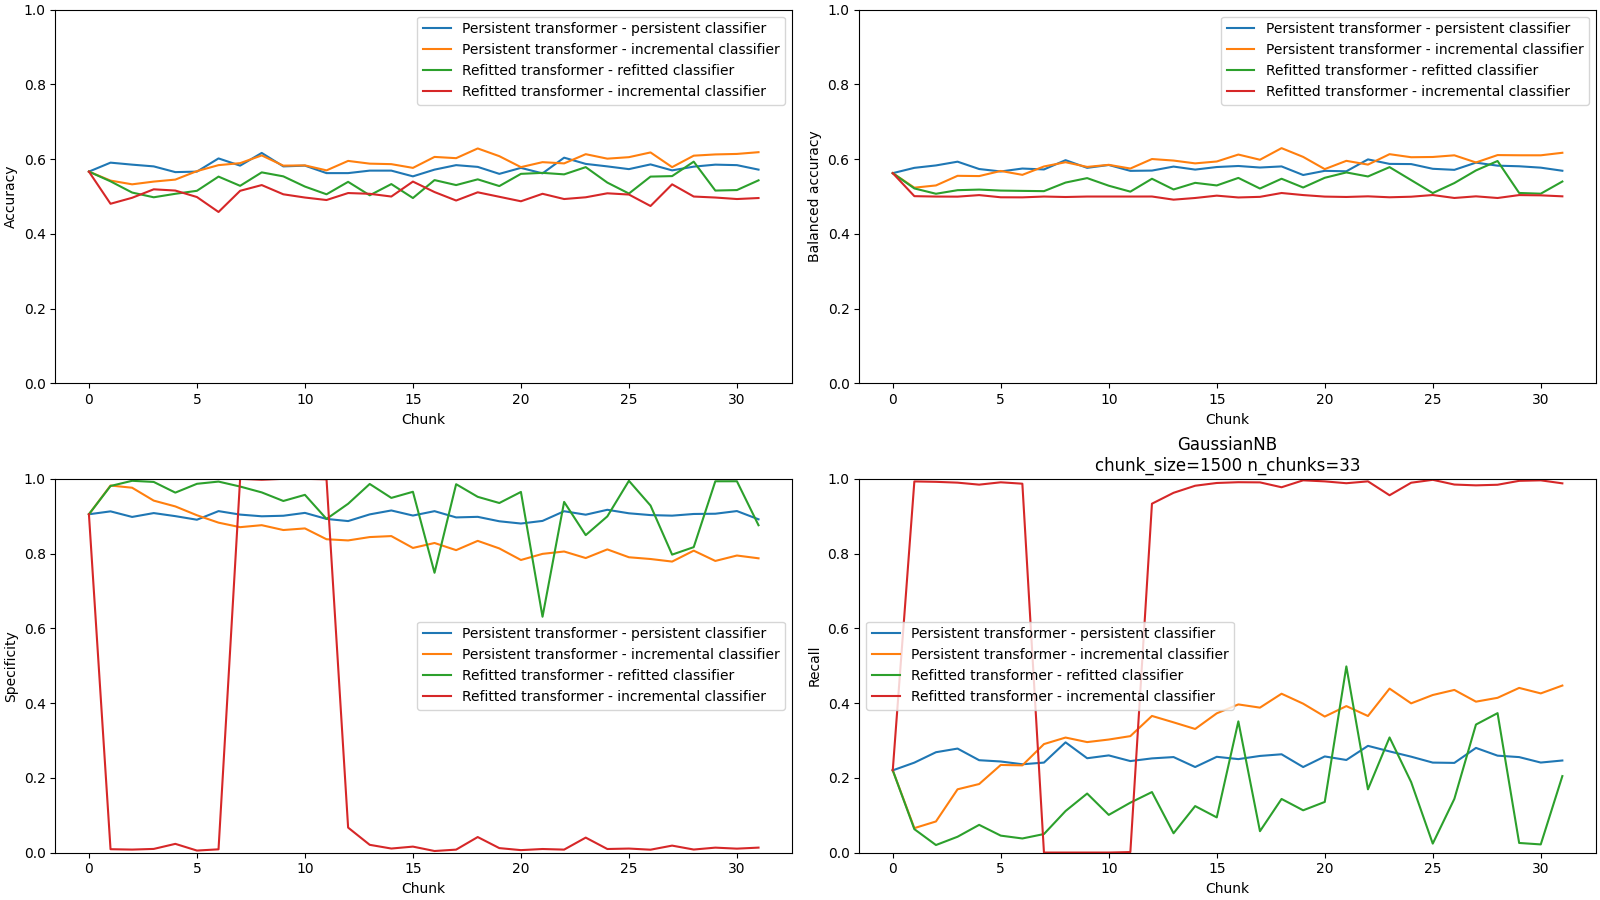 1.0
0.8
0.6
0.4
0.2
0.0
Accuracy
Persistent transformer - persistent classifier
Persistent transformer - incremental classifier
Refitted transformer - refitted classifier
Refitted transformer - incremental classifier
0 5 10 15 20 25 30
Chunk
1.0
0.8
0.6
0.4
0.2
0.0
Balanced accuracy
Persistent transformer - persistent classifier
Persistent transformer - incremental classifier
Refitted transformer - refitted classifier
Refitted transformer - incremental classifier
0 5 10 15 20 25 30
Chunk
1.0
0.8
0.6
0.4
0.2
0.0
Specificity
Persistent transformer - persistent classifier
Persistent transformer - incremental classifier
Refitted transformer - refitted classifier
Refitted transformer - incremental classifier
0 5 10 15 20 25 30
Chunk
GaussianNB
chunk_size=1500 n_chunks=33
1.0
0.8
0.6
0.4
0.2
0.0
Recall
Persistent transformer - persistent classifier
Persistent transformer - incremental classifier
Refitted transformer - refitted classifier
Refitted transformer - incremental classifier
0 5 10 15 20 25 30
Chunk